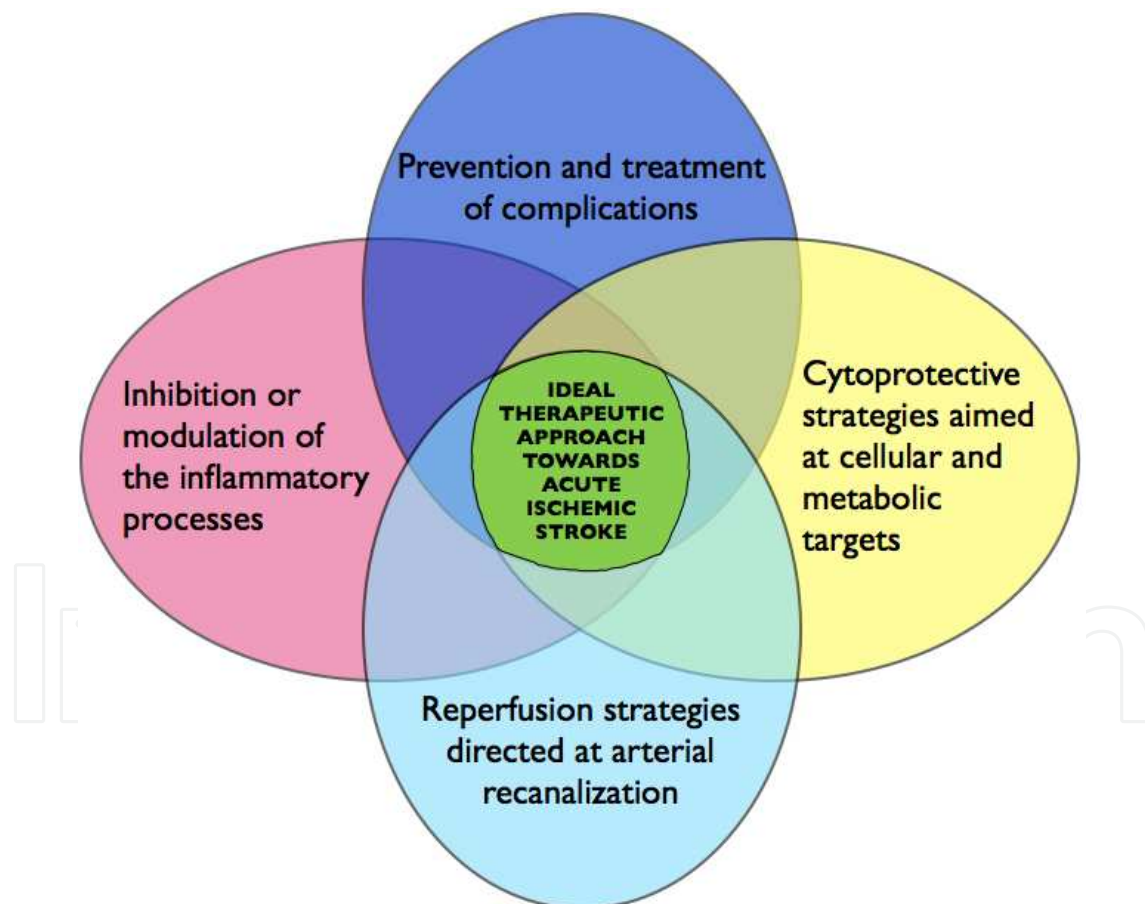 Prevention and treatment
of complications
Inhibition or
modulation of
the inflammatory
processes
IDEAL
THERAPEUTIC
APPROACH
TOWARDS
ACUTE
ISCHEMIC
STROKE
Cytoprotective
strategies aimed
at cellular and
metabolic
targets
Reperfusion strategies
directed at arterial
recanalization